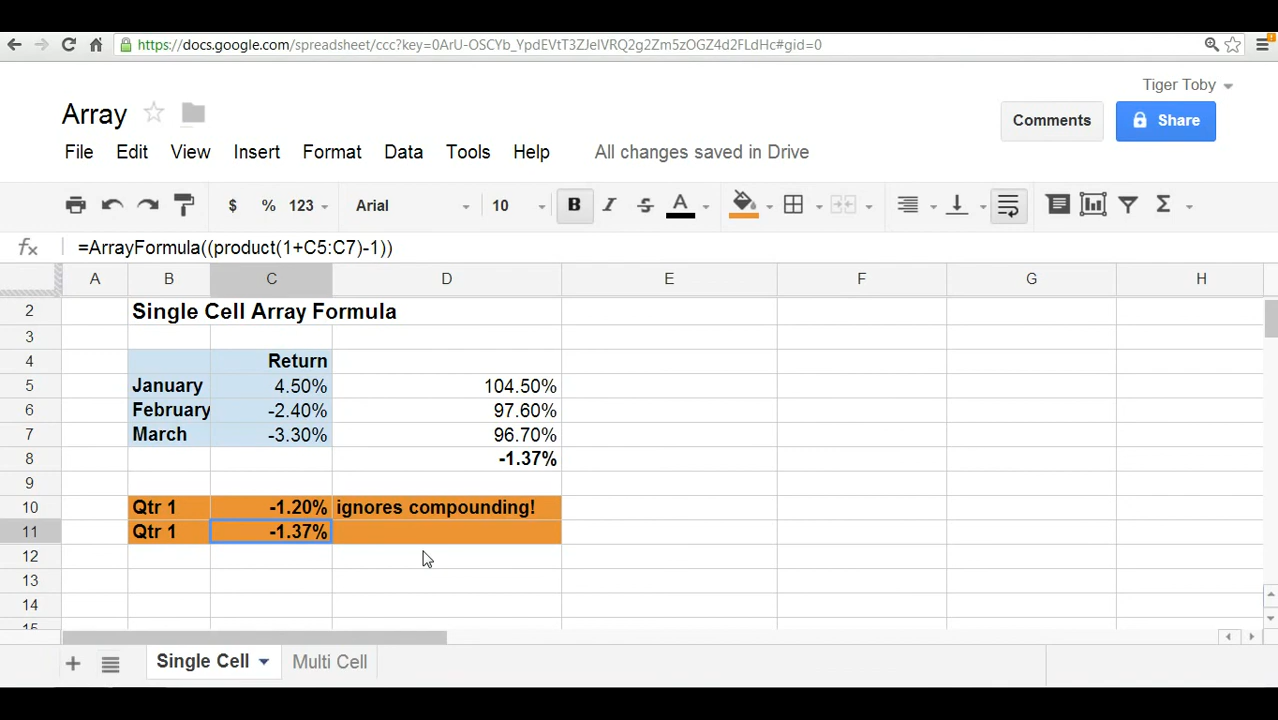 https://docs.google.com/spreadsheet/ccc?key=0ArU-OSCYb_YpdEVtT3ZJelVRQ2g2Zm5zOGZ4d2FLdHc#gid=0
Tiger Toby
Array
Comments
Share
File Edit View Insert Format Data Tools Help All changes saved in Drive
$ % 123 Arial 10 B I S A Σ
fx =ArrayFormula((product(1+C5:C7)-1))
A B C D E F G H
2 Single Cell Array Formula
3
4 Return
5 January 4.50% 104.50%
6 February -2.40% 97.60%
7 March -3.30% 96.70%
8 -1.37%
9
10 Qtr 1 -1.20% ignores compounding!
11 Qtr 1 -1.37%
12
13
14
15
+ Single Cell Multi Cell